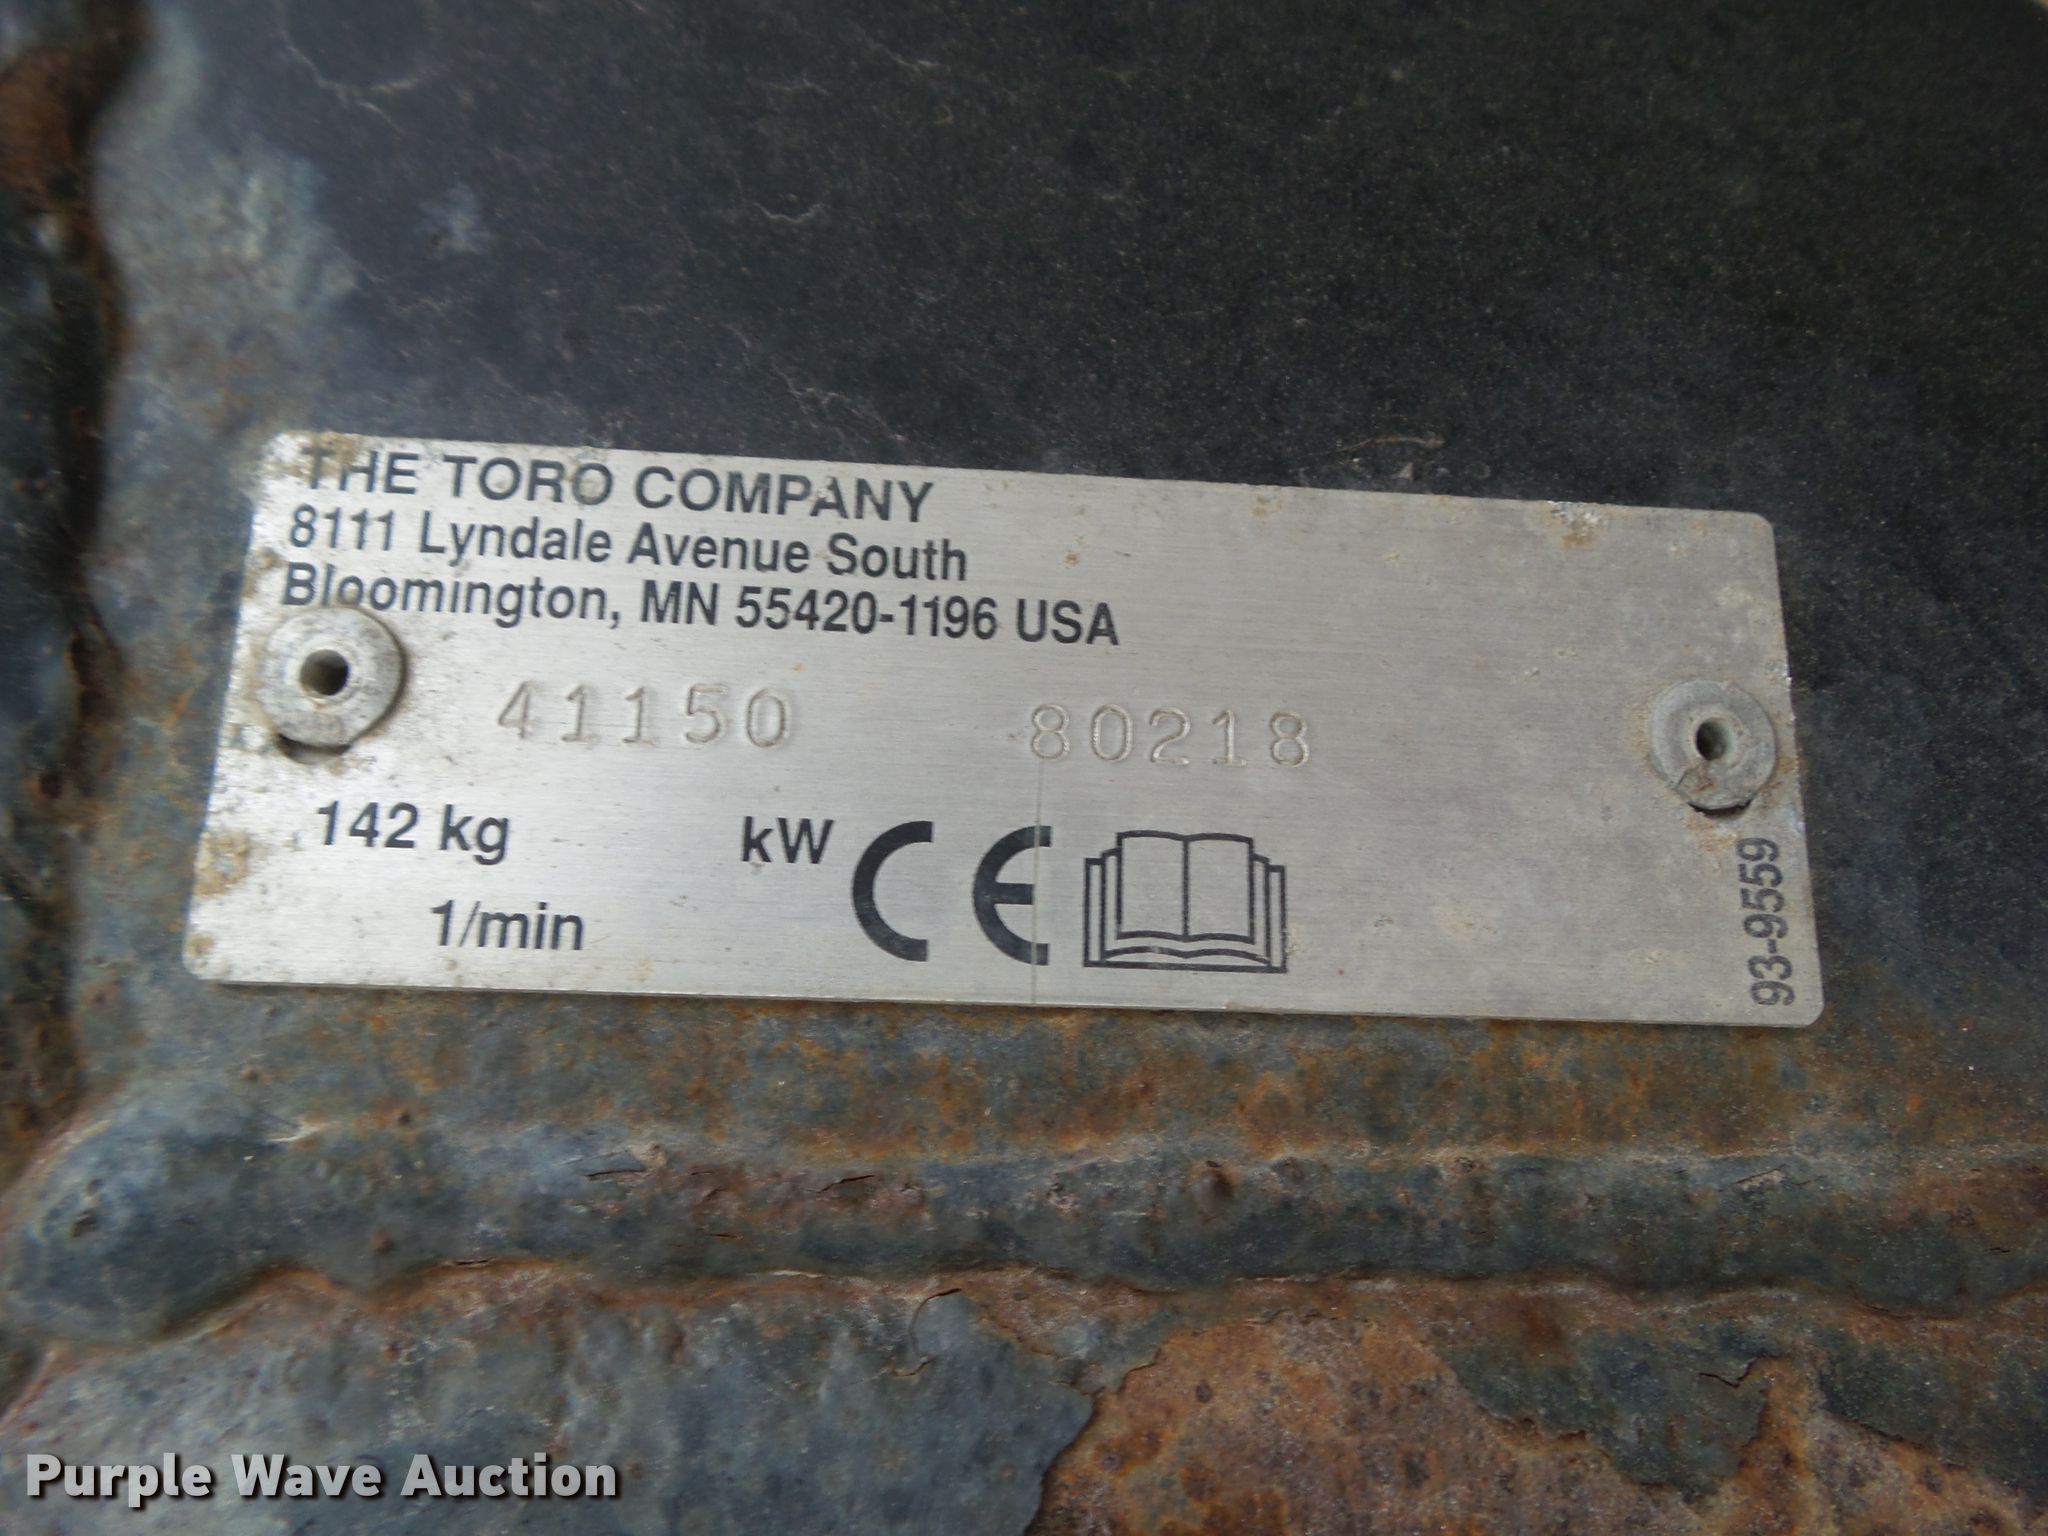 THE TORO COMPANY
8111 Lyndale Avenue South
Bloomington, MN 55420-1196 USA
41150 80218
142 kg kW CE
1/min
93-9559
Purple Wave Auction